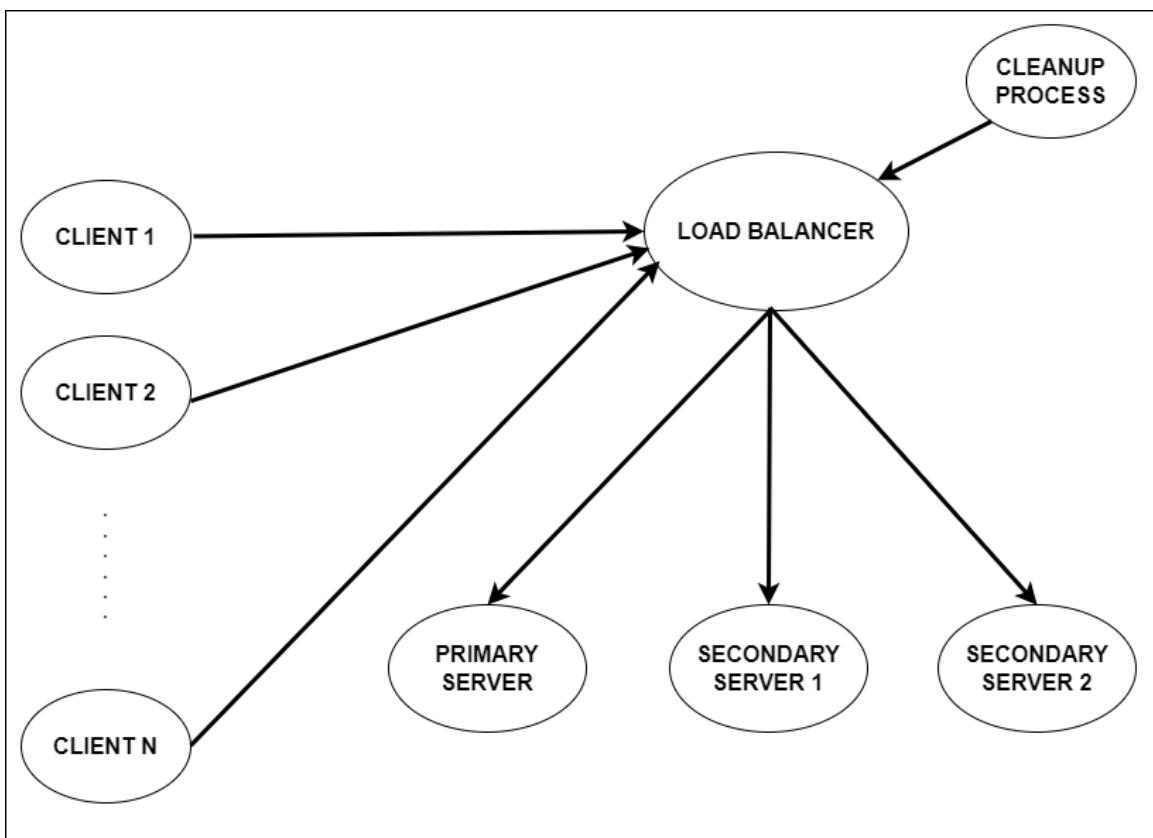 CLEANUP
PROCESS
LOAD BALANCER
CLIENT 1
CLIENT 2
PRIMARY
SERVER
SECONDARY
SERVER 1
SECONDARY
SERVER 2
CLIENT N